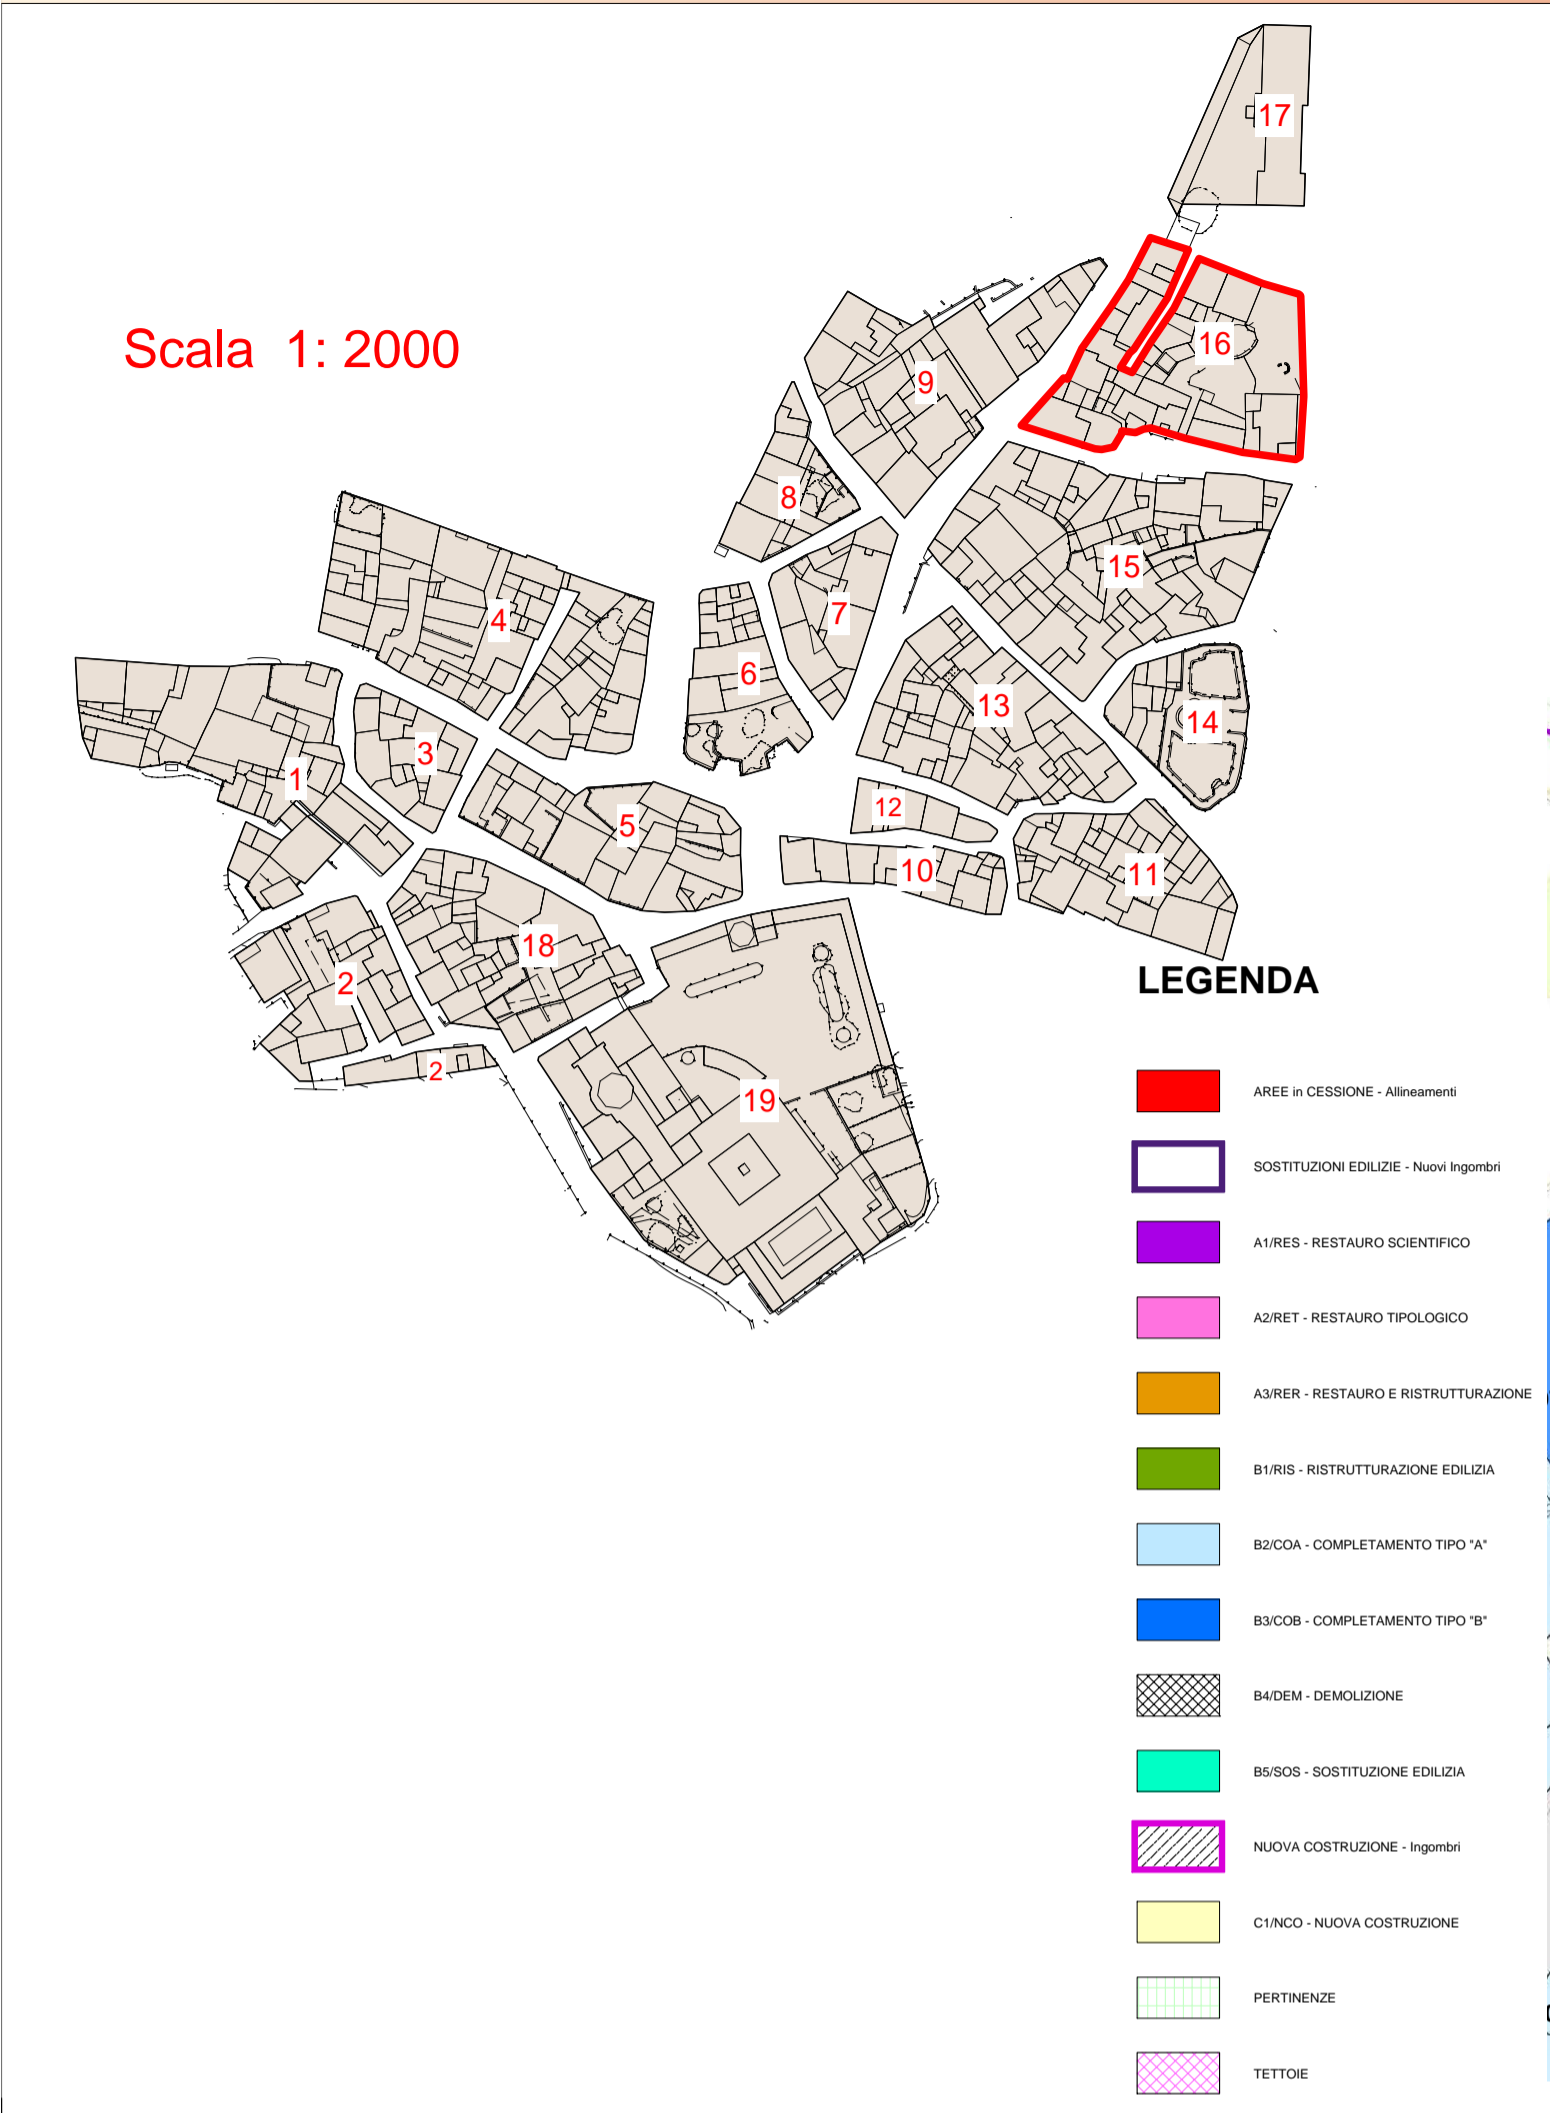 17
16
Scala 1: 2000
9
8
15
4
7
6
13
14
3
1
12
5
10
11
18
2
2
19
LEGENDA
AREE in CESSIONE - Allineamenti
SOSTITUZIONI EDILIZIE - Nuovi Ingombri
A1/RES - RESTAURO SCIENTIFICO
A2/RET - RESTAURO TIPOLOGICO
A3/RER - RESTAURO E RISTRUTTURAZIONE
B1/RIS - RISTRUTTURAZIONE EDILIZIA
B2/COA - COMPLETAMENTO TIPO "A"
B3/COB - COMPLETAMENTO TIPO "B"
B4/DEM - DEMOLIZIONE
B5/SOS - SOSTITUZIONE EDILIZIA
NUOVA COSTRUZIONE - Ingombri
C1/NCO - NUOVA COSTRUZIONE
PERTINENZE
TETTOIE